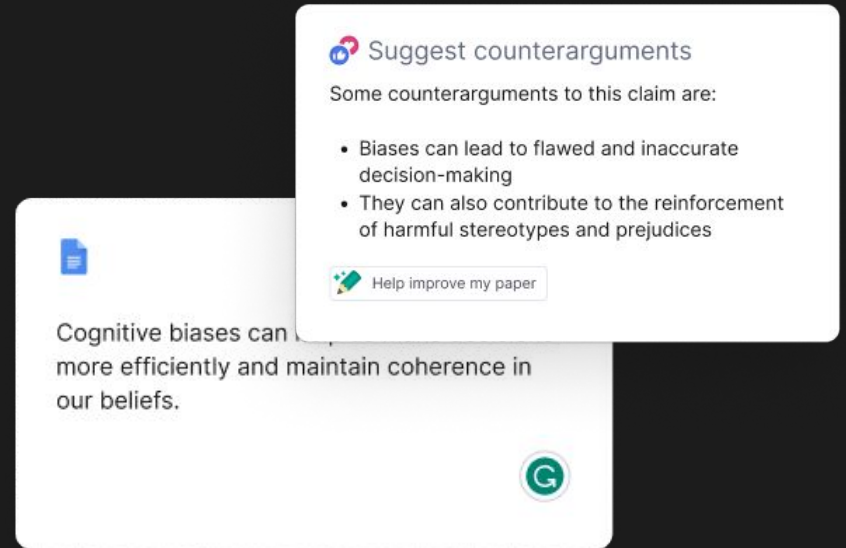 Suggest counterarguments
Some counterarguments to this claim are:
• Biases can lead to flawed and inaccurate
decision-making
• They can also contribute to the reinforcement
of harmful stereotypes and prejudices
Help improve my paper
Cognitive biases can
more efficiently and maintain coherence in
our beliefs.
G